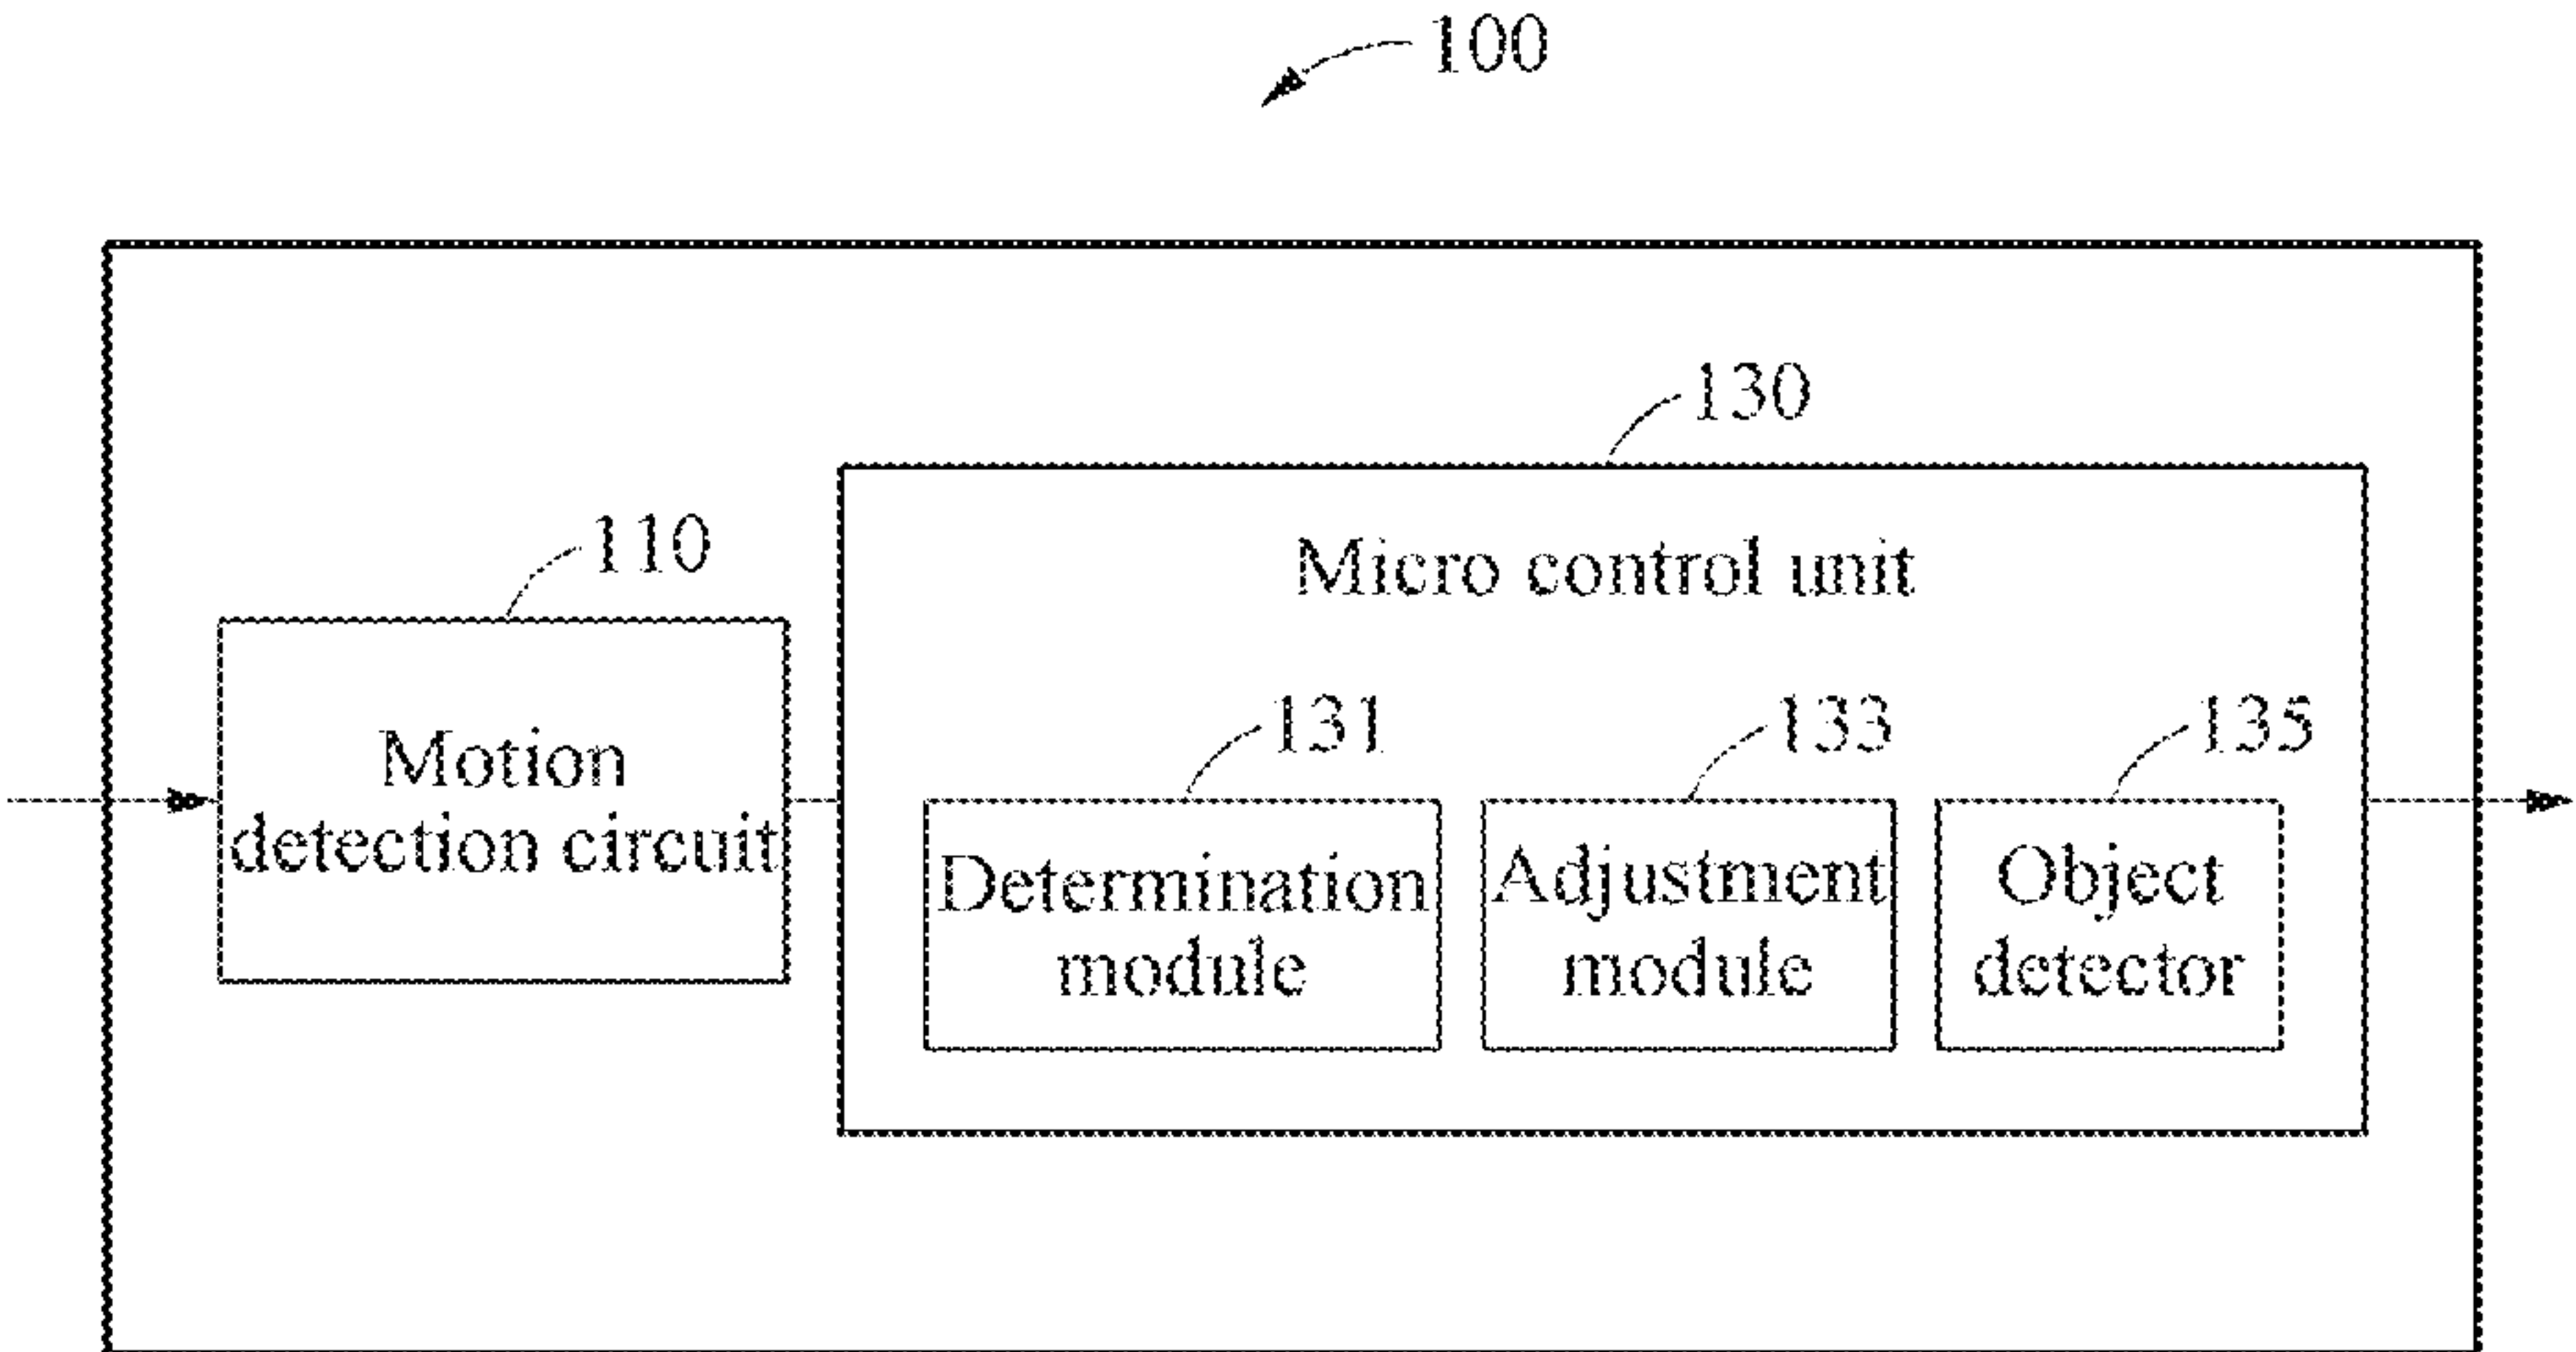 100
130
110
Micro control unit
131
133
135
Motion
detection circuit
Determination
module
Adjustment
module
Object
detector